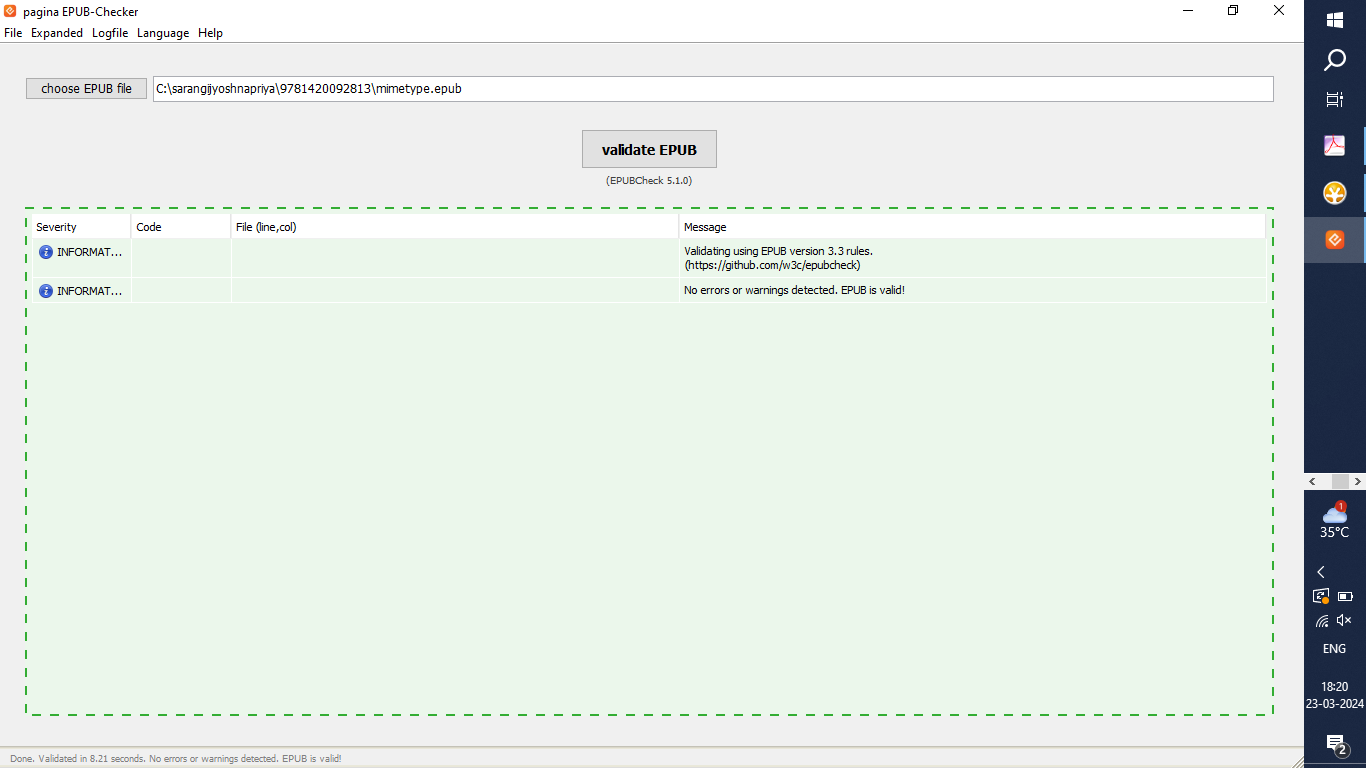 pagina EPUB-Checker
File Expanded Logfile Language Help
choose EPUB file C:\sarangijyoshnapriya\9781420092813\mimetype.epub
validate EPUB
(EPUBCheck 5.1.0)
Severity Code File (line,col) Message
INFORMAT... Validating using EPUB version 3.3 rules.
(https://github.com/w3c/epubcheck)
INFORMAT... No errors or warnings detected. EPUB is valid!
Done. Validated in 8.21 seconds. No errors or warnings detected. EPUB is valid!
1
35°C
ENG
18:20
23-03-2024
2